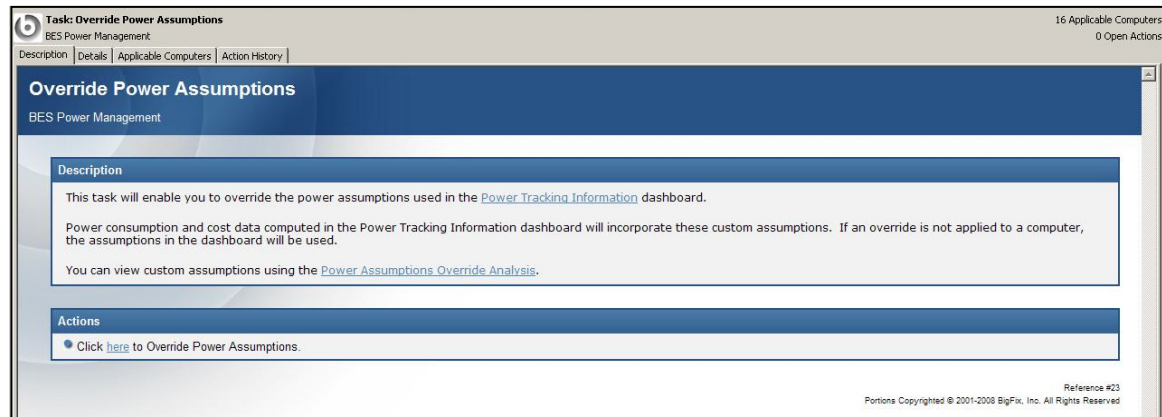 Task: Override Power Assumptions
16 Applicable Computers
BES Power Management
0 Open Actions
Description
Details
Applicable Computers
Action History
Override Power Assumptions
BES Power Management
Description
This task will enable you to override the power assumptions used in the Power Tracking Information dashboard.
Power consumption and cost data computed in the Power Tracking Information dashboard will incorporate these custom assumptions. If an override is not applied to a computer,
the assumptions in the dashboard will be used.
You can view custom assumptions using the Power Assumptions Override Analysis.
Actions
Click here to Override Power Assumptions.
Reference #23
Portions Copyrighted © 2001-2008 BigFix, Inc. All Rights Reserved